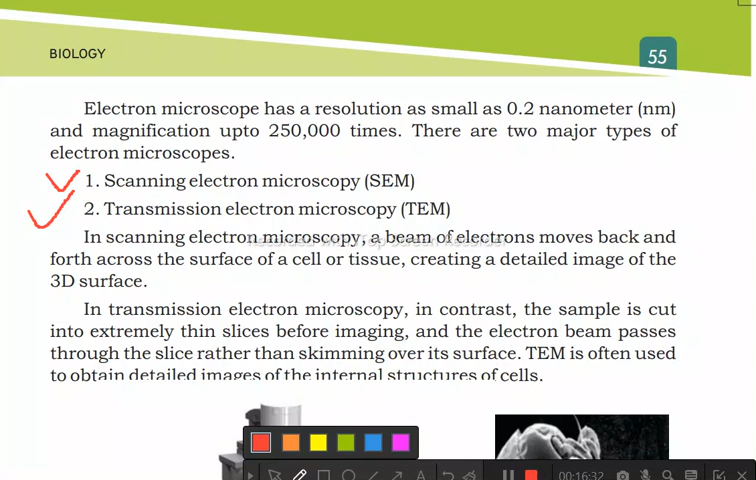 BIOLOGY
55
Electron microscope has a resolution as small as 0.2 nanometer (nm)
and magnification upto 250,000 times. There are two major types of
electron microscopes.
1. Scanning electron microscopy (SEM)
2. Transmission electron microscopy (TEM)
In scanning electron microscopy, a beam of electrons moves back and
forth across the surface of a cell or tissue, creating a detailed image of the
3D surface.
In transmission electron microscopy, in contrast, the sample is cut
into extremely thin slices before imaging, and the electron beam passes
through the slice rather than skimming over its surface. TEM is often used
to obtain detailed images of the internal structures of cells.
A
00:16:32